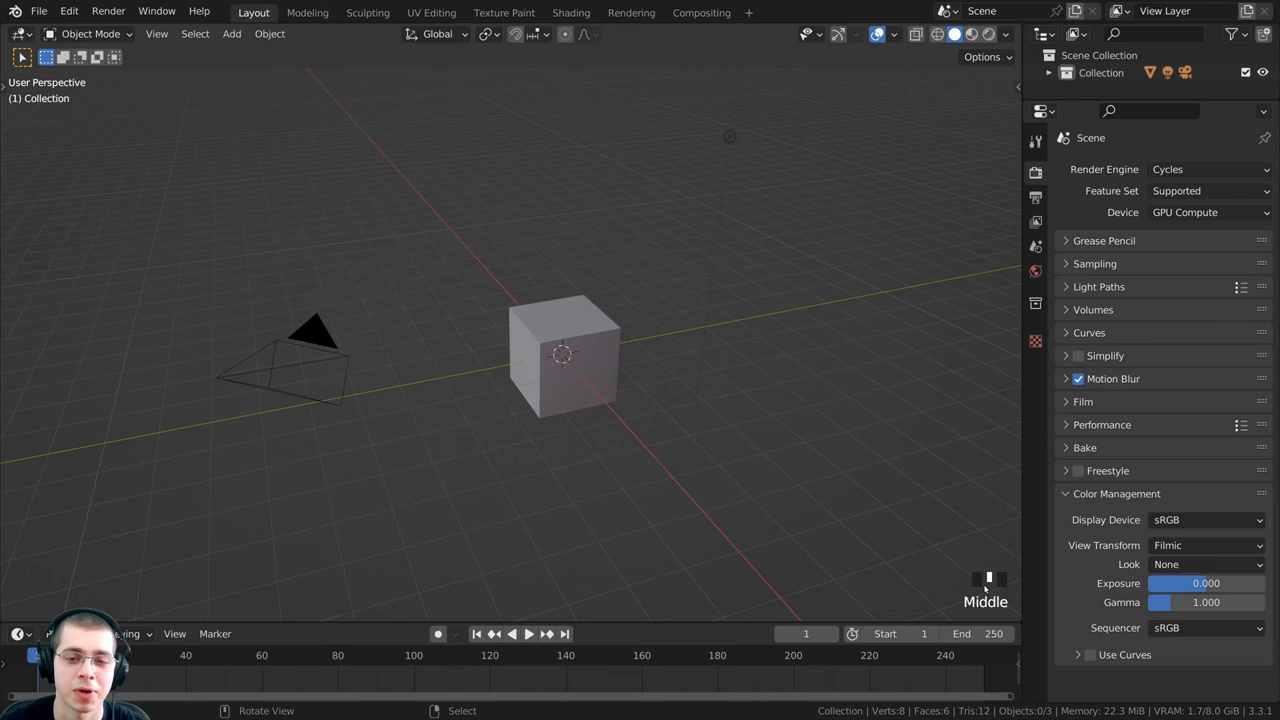 File Edit Render Window Help
Layout Modeling Sculpting UV Editing Texture Paint Shading Rendering Compositing +
Scene
View Layer
Object Mode View Select Add Object
Global
Options
User Perspective
(1) Collection
Scene Collection
Collection
Scene
Render Engine Cycles
Feature Set Supported
Device GPU Compute
Grease Pencil
Sampling
Light Paths
Volumes
Curves
Simplify
Motion Blur
Film
Performance
Bake
Freestyle
Color Management
Display Device sRGB
View Transform Filmic
Look None
Exposure 0.000
Gamma 1.000
Sequencer sRGB
Use Curves
Middle
View Marker
1 Start 1 End 250
40 60 80 100 120 140 160 180 200 220 240
Rotate View Select
Collection | Verts:8 | Faces:6 | Tris:12 | Objects:0/3 | Memory: 22.3 MiB | VRAM: 1.7/8.0 GiB | 3.3.1